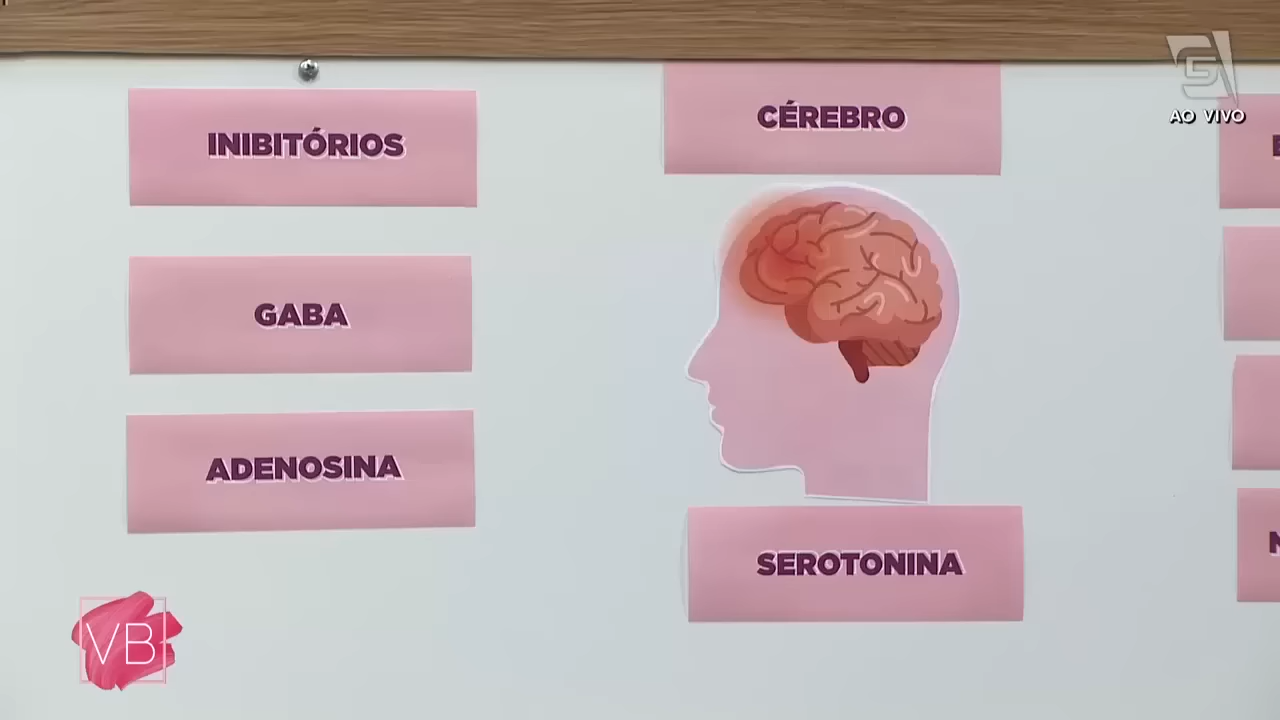 INIBITÓRIOS
GABA
ADENOSINA
CÉREBRO
SEROTONINA
AO VIVO
VB